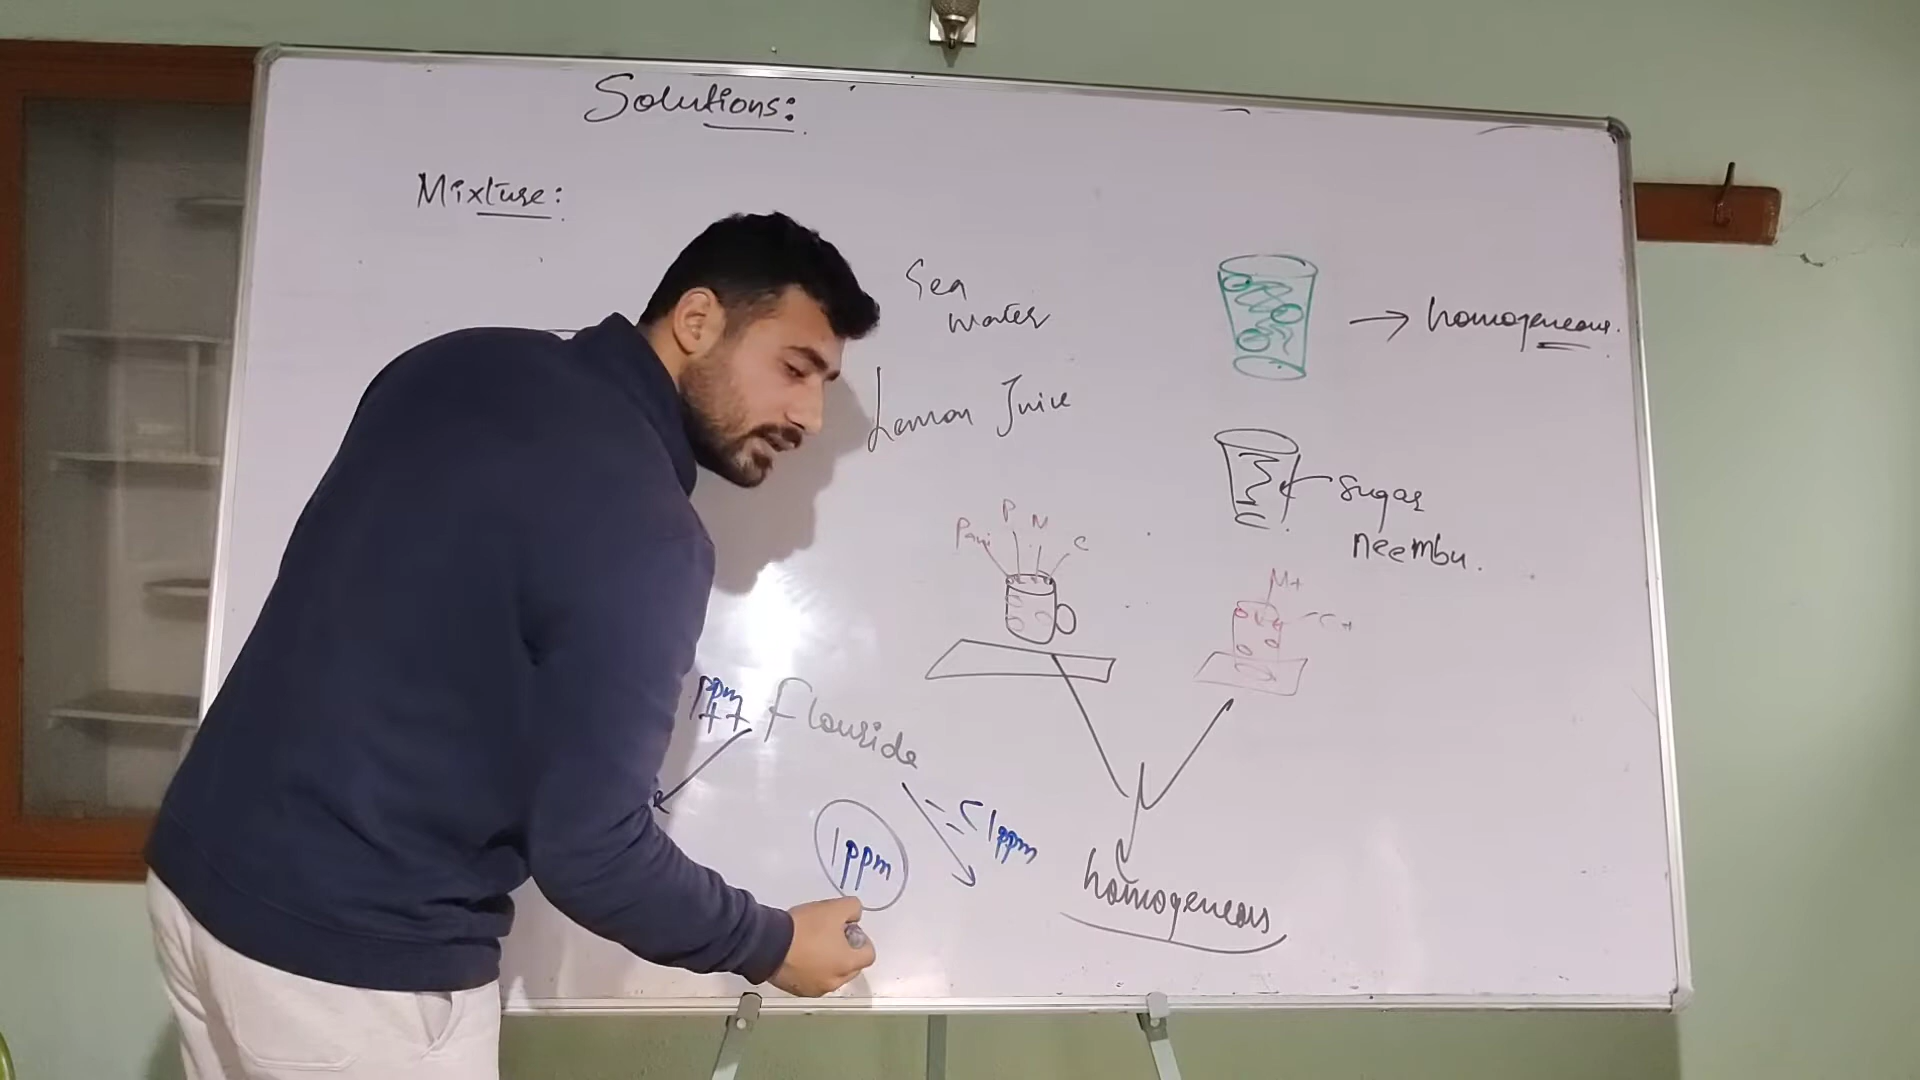 Solutions:
Mixture:
Sea
water
Lemon Juice
homogeneous.
Sugar
neembu.
Pani
P
N
C
M+
C+
ppm
Flouride
<1ppm
1ppm
homogeneous